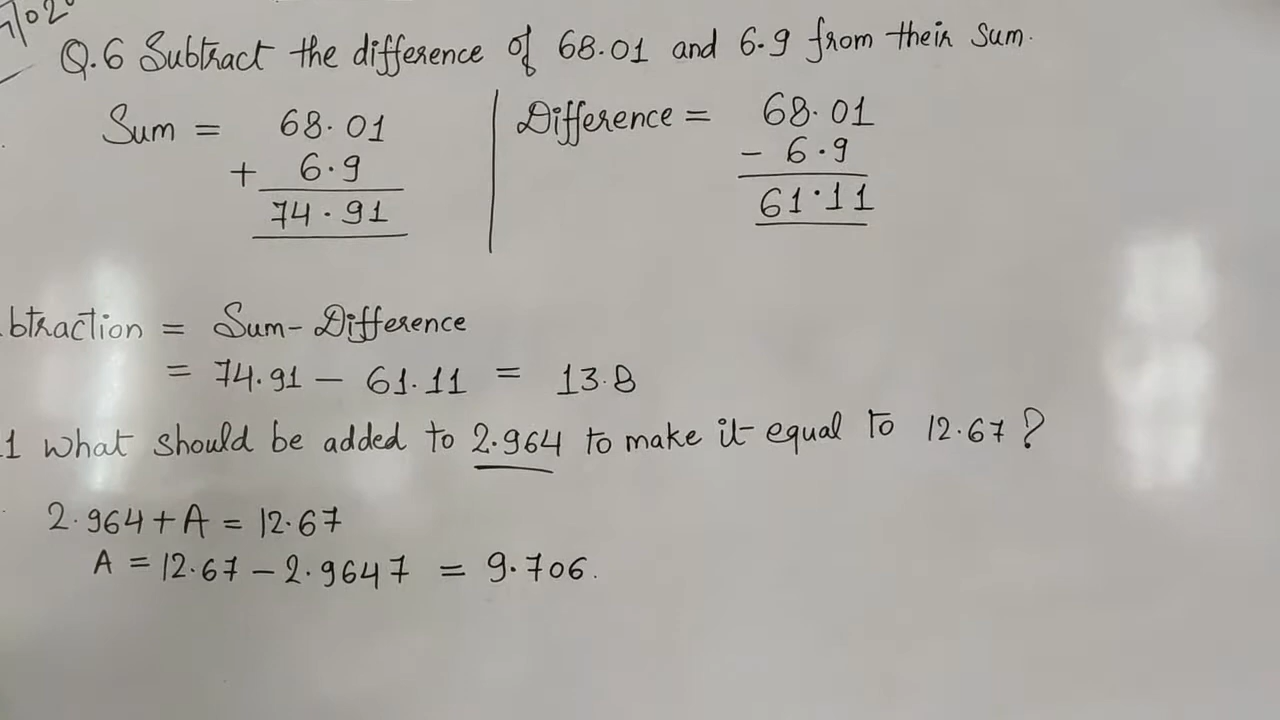 7/02
Q.6 Subtract the difference of 68.01 and 6.9 from their sum.
Sum = 68.01
+ 6.9
74.91
Difference = 68.01
- 6.9
61.11
btraction = Sum - Difference
= 74.91 - 61.11 = 13.8
1 What should be added to 2.964 to make it equal to 12.67?
2.964 + A = 12.67
A = 12.67 - 2.9647 = 9.706.